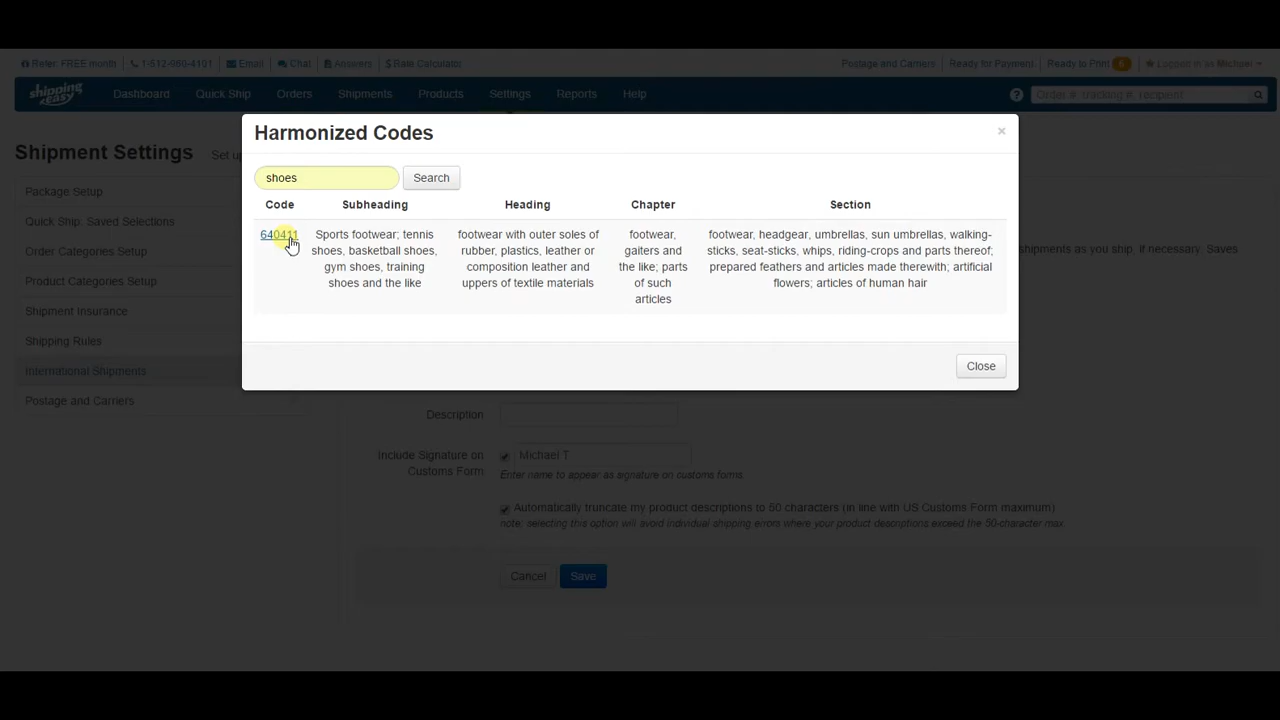 Refer: FREE month 1-512-980-4101 Email Chat Answers $ Rate Calculator Postage and Carriers Ready for Payment Ready to Print Logged in as Michael
shipping easy Dashboard Quick Ship Orders Shipments Products Settings Reports Help Order #, Tracking #, Recipient
Harmonized Codes ×
Shipment Settings Set up
shoes Search
Package Setup
Code Subheading Heading Chapter Section
Quick Ship: Saved Selections
640411 Sports footwear; tennis footwear with outer soles of footwear, footwear, headgear, umbrellas, sun umbrellas, walking-
Order Categories Setup shoes, basketball shoes, rubber, plastics, leather or gaiters and sticks, seat-sticks, whips, riding-crops and parts thereof; shipments as you ship, if necessary. Saves
gym shoes, training composition leather and the like; parts prepared feathers and articles made therewith; artificial
Product Categories Setup shoes and the like uppers of textile materials of such flowers; articles of human hair
articles
Shipment Insurance
Shipping Rules
International Shipments Close
Postage and Carriers
Description
Include Signature on Michael T
Customs Form Enter name to appear as signature on customs forms.
Automatically truncate my product descriptions to 50 characters (in line with US Customs Form maximum)
note: selecting this option will avoid individual shipping errors where your product descriptions exceed the 50-character max.
Cancel Save